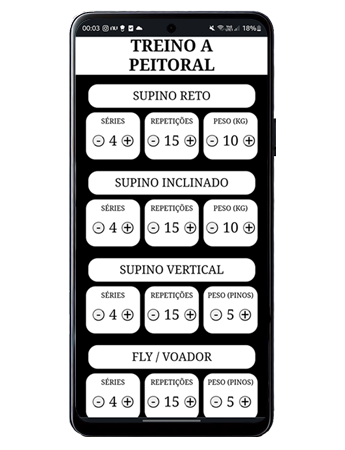 00:03 18%
TREINO A
PEITORAL
SUPINO RETO
SÉRIES REPETIÇÕES PESO (KG)
- 4 + - 15 + - 10 +
SUPINO INCLINADO
SÉRIES REPETIÇÕES PESO (KG)
- 4 + - 15 + - 10 +
SUPINO VERTICAL
SÉRIES REPETIÇÕES PESO (PINOS)
- 4 + - 15 + - 5 +
FLY / VOADOR
SÉRIES REPETIÇÕES PESO (PINOS)
- 4 + - 15 + - 5 +